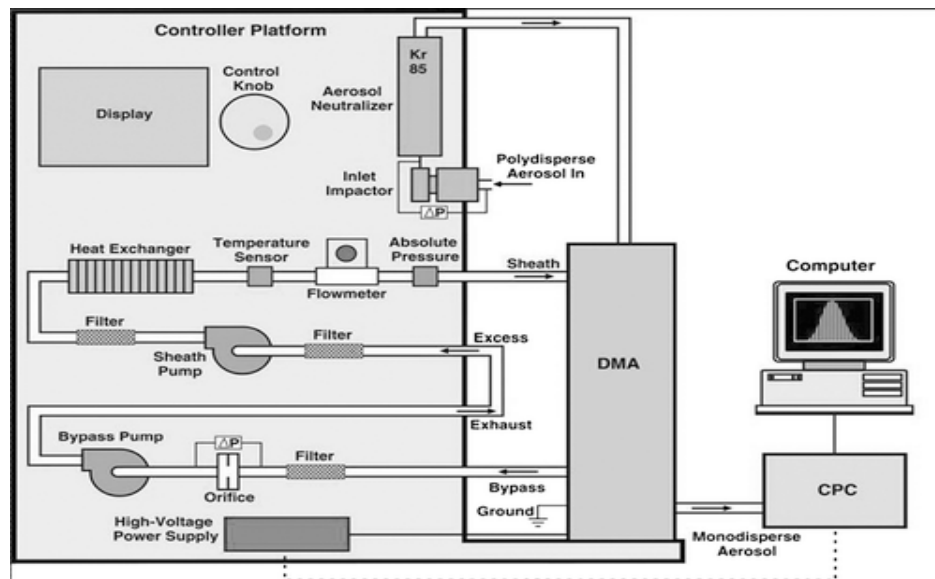 Controller Platform
Display
Control
Knob
Kr
85
Aerosol
Neutralizer
Inlet
Impactor
ΔP
Polydisperse
Aerosol In
Heat Exchanger
Temperature
Sensor
Flowmeter
Absolute
Pressure
Sheath
Filter
Sheath
Pump
Filter
Excess
DMA
Computer
Exhaust
Bypass Pump
ΔP
Orifice
Filter
Bypass
Ground
High-Voltage
Power Supply
CPC
Monodisperse
Aerosol